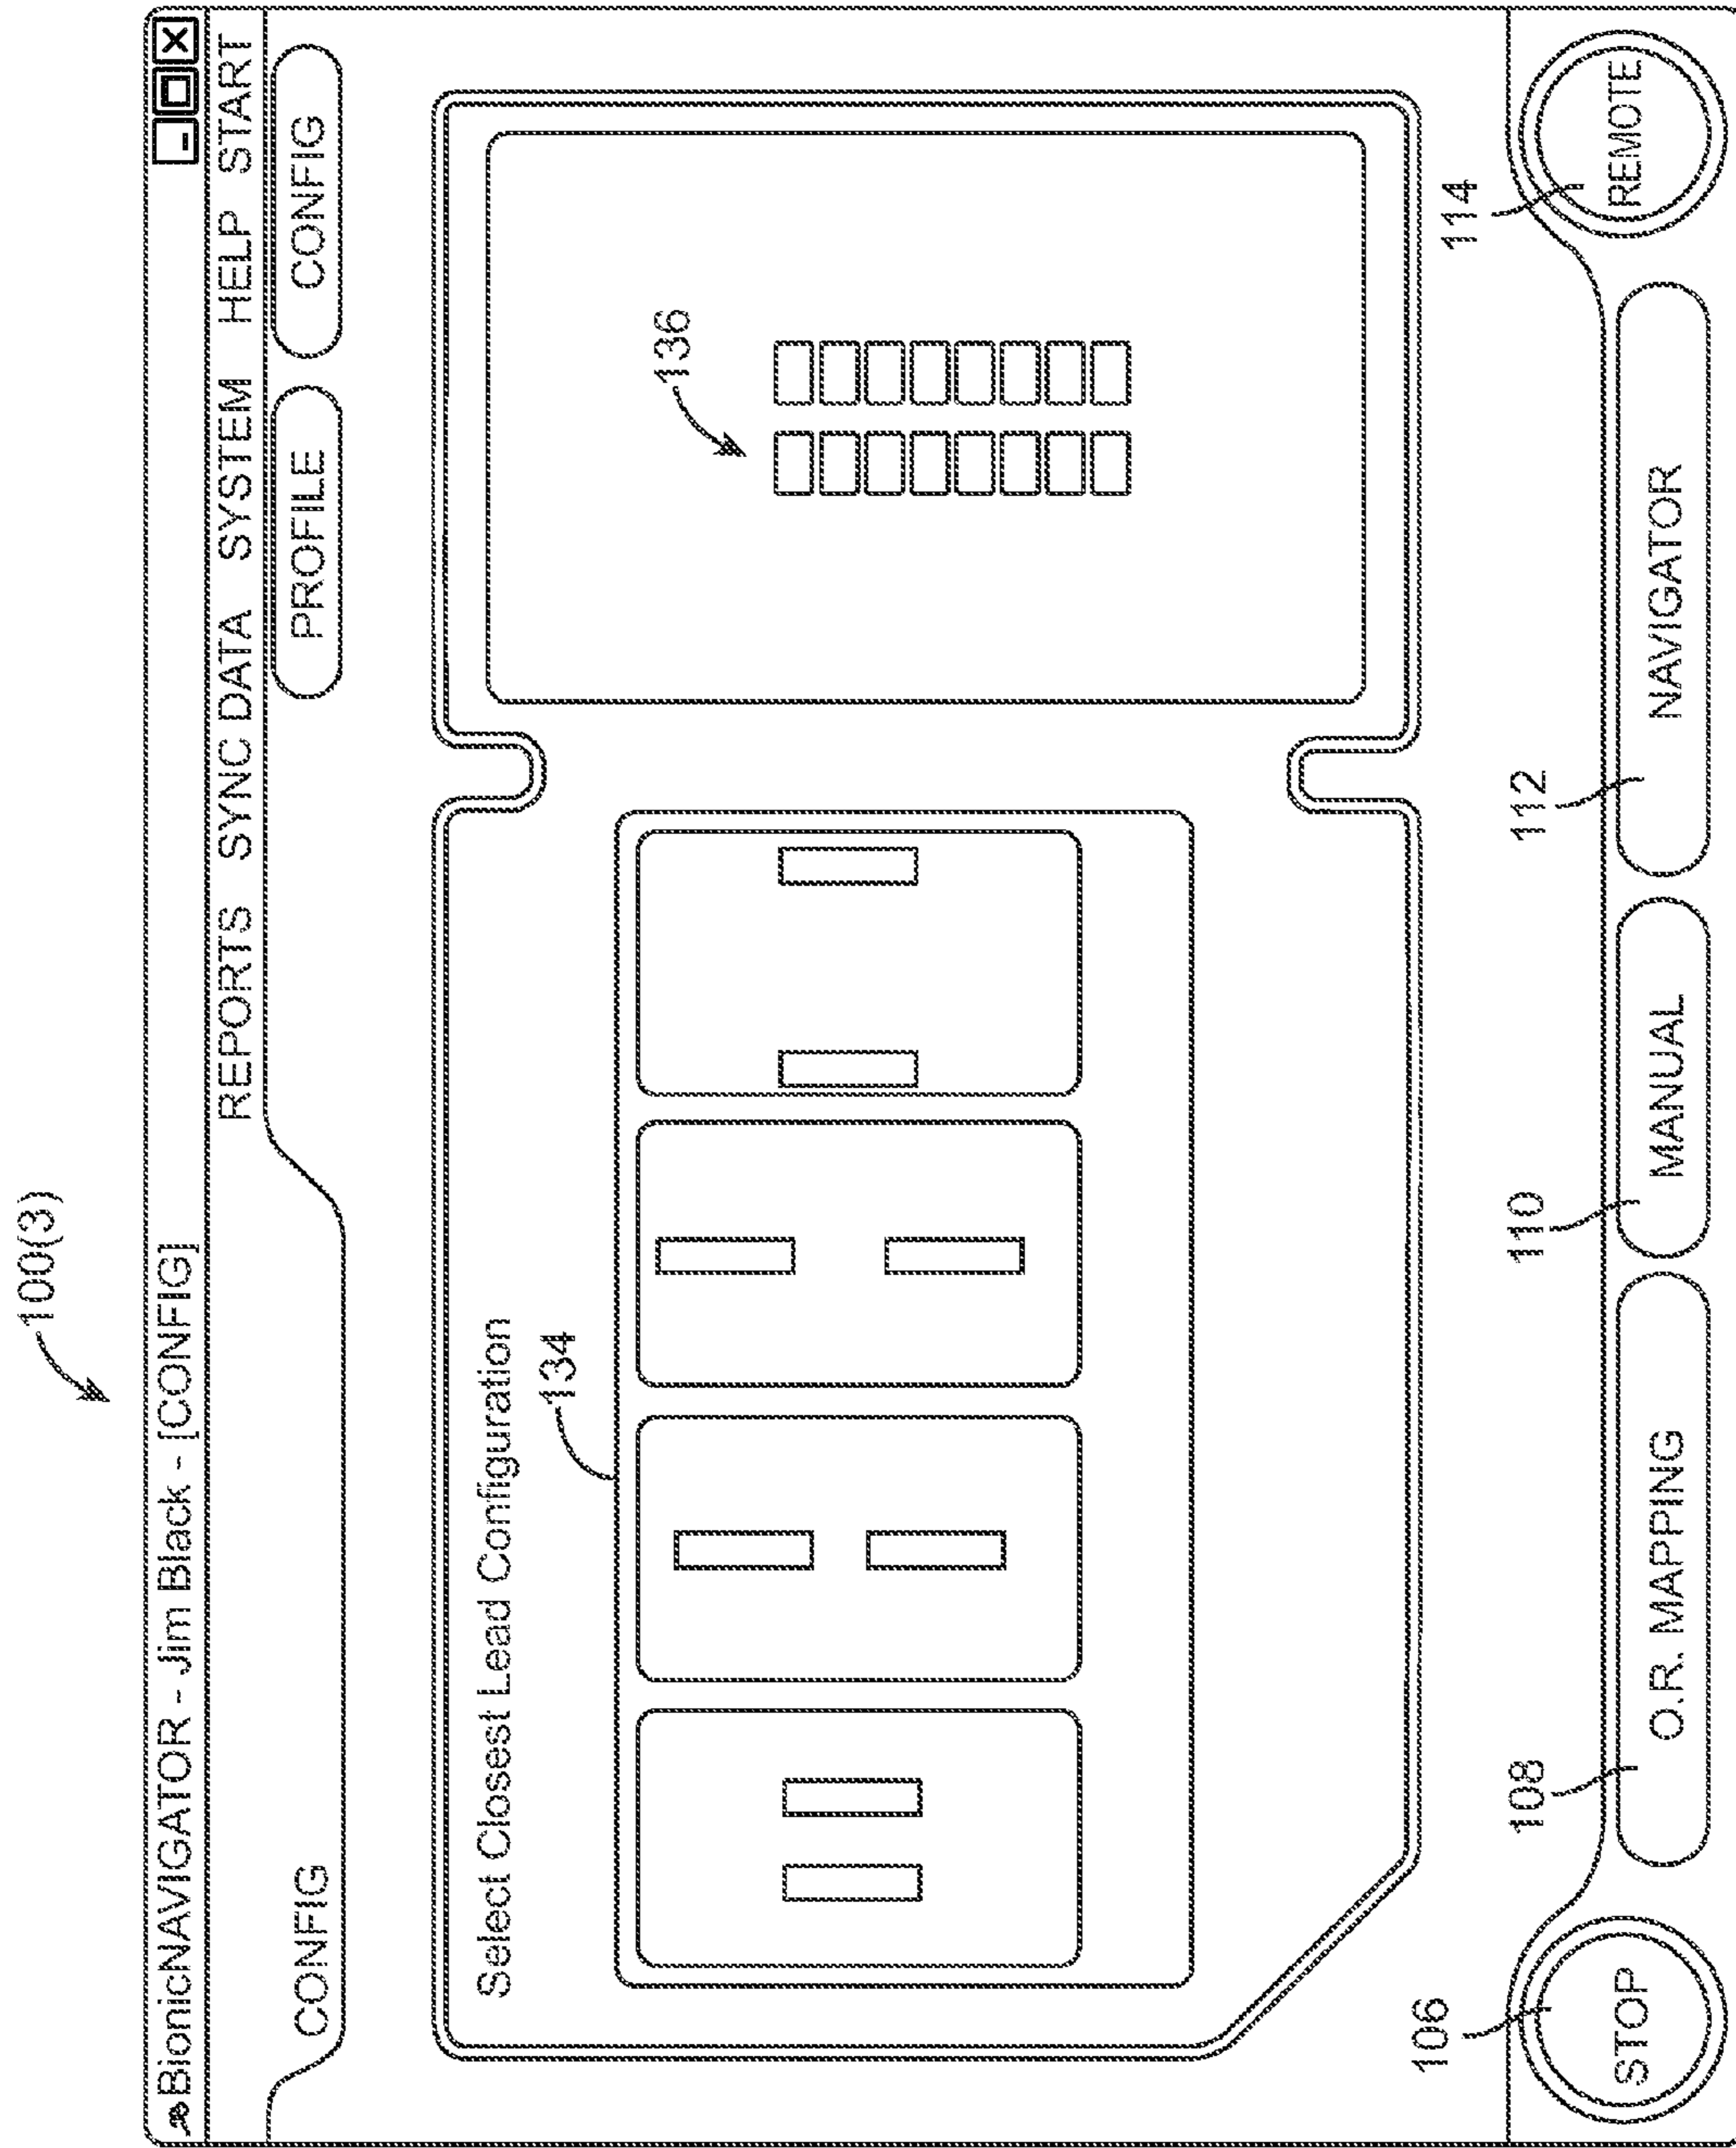 100(3)
BionicNAVIGATOR - Jim Black - [CONFIG]
REPORTS SYNC DATA SYSTEM HELP START
CONFIG PROFILE CONFIG
Select Closest Lead Configuration
134
136
106 108 110 112 114
STOP O.R. MAPPING MANUAL NAVIGATOR REMOTE